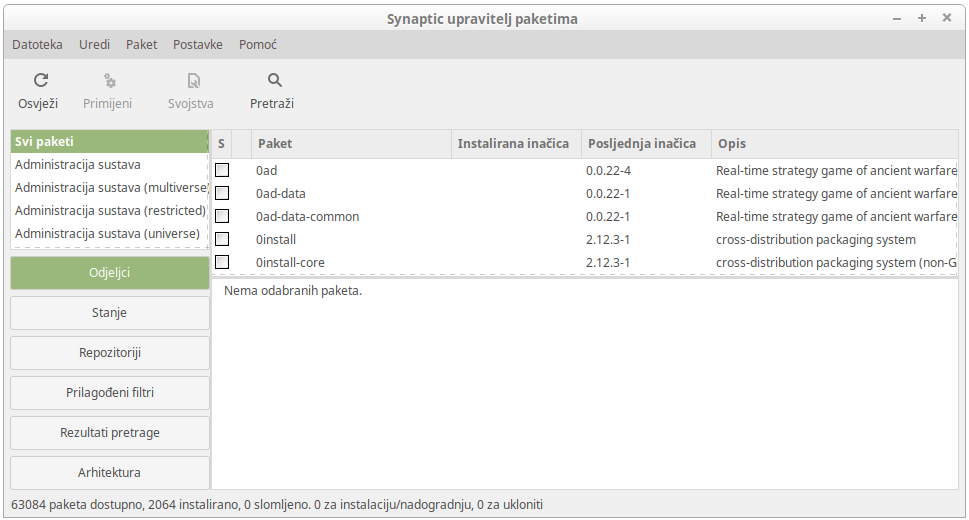 Synaptic upravitelj paketima
Datoteka Uredi Paket Postavke Pomoć
Osvježi Primijeni Svojstva Pretraži
Svi paketi
Administracija sustava
Administracija sustava (multiverse)
Administracija sustava (restricted)
Administracija sustava (universe)
Odjeljci
Stanje
Repozitoriji
Prilagođeni filtri
Rezultati pretrage
Arhitektura
S Paket Instalirana inačica Posljednja inačica Opis
0ad 0.0.22-4 Real-time strategy game of ancient warfare
0ad-data 0.0.22-1 Real-time strategy game of ancient warfare
0ad-data-common 0.0.22-1 Real-time strategy game of ancient warfare
0install 2.12.3-1 cross-distribution packaging system
0install-core 2.12.3-1 cross-distribution packaging system (non-G
Nema odabranih paketa.
63084 paketa dostupno, 2064 instalirano, 0 slomljeno. 0 za instalaciju/nadogradnju, 0 za ukloniti